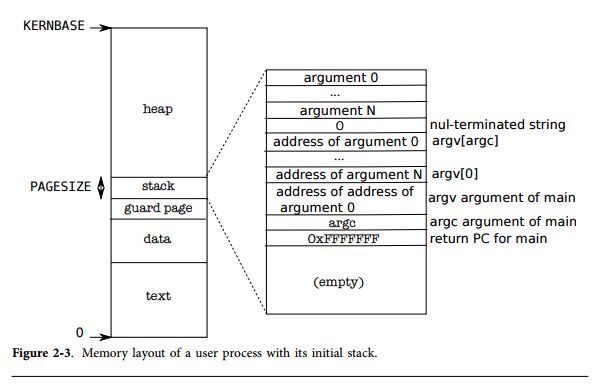 KERNBASE
heap
PAGESIZE
stack
guard page
data
text
0
argument 0
...
argument N
0
nul-terminated string
address of argument 0
argv[argc]
...
address of argument N
argv[0]
address of address of
argument 0
argv argument of main
argc
argc argument of main
0xFFFFFFF
return PC for main
(empty)
Figure 2-3. Memory layout of a user process with its initial stack.